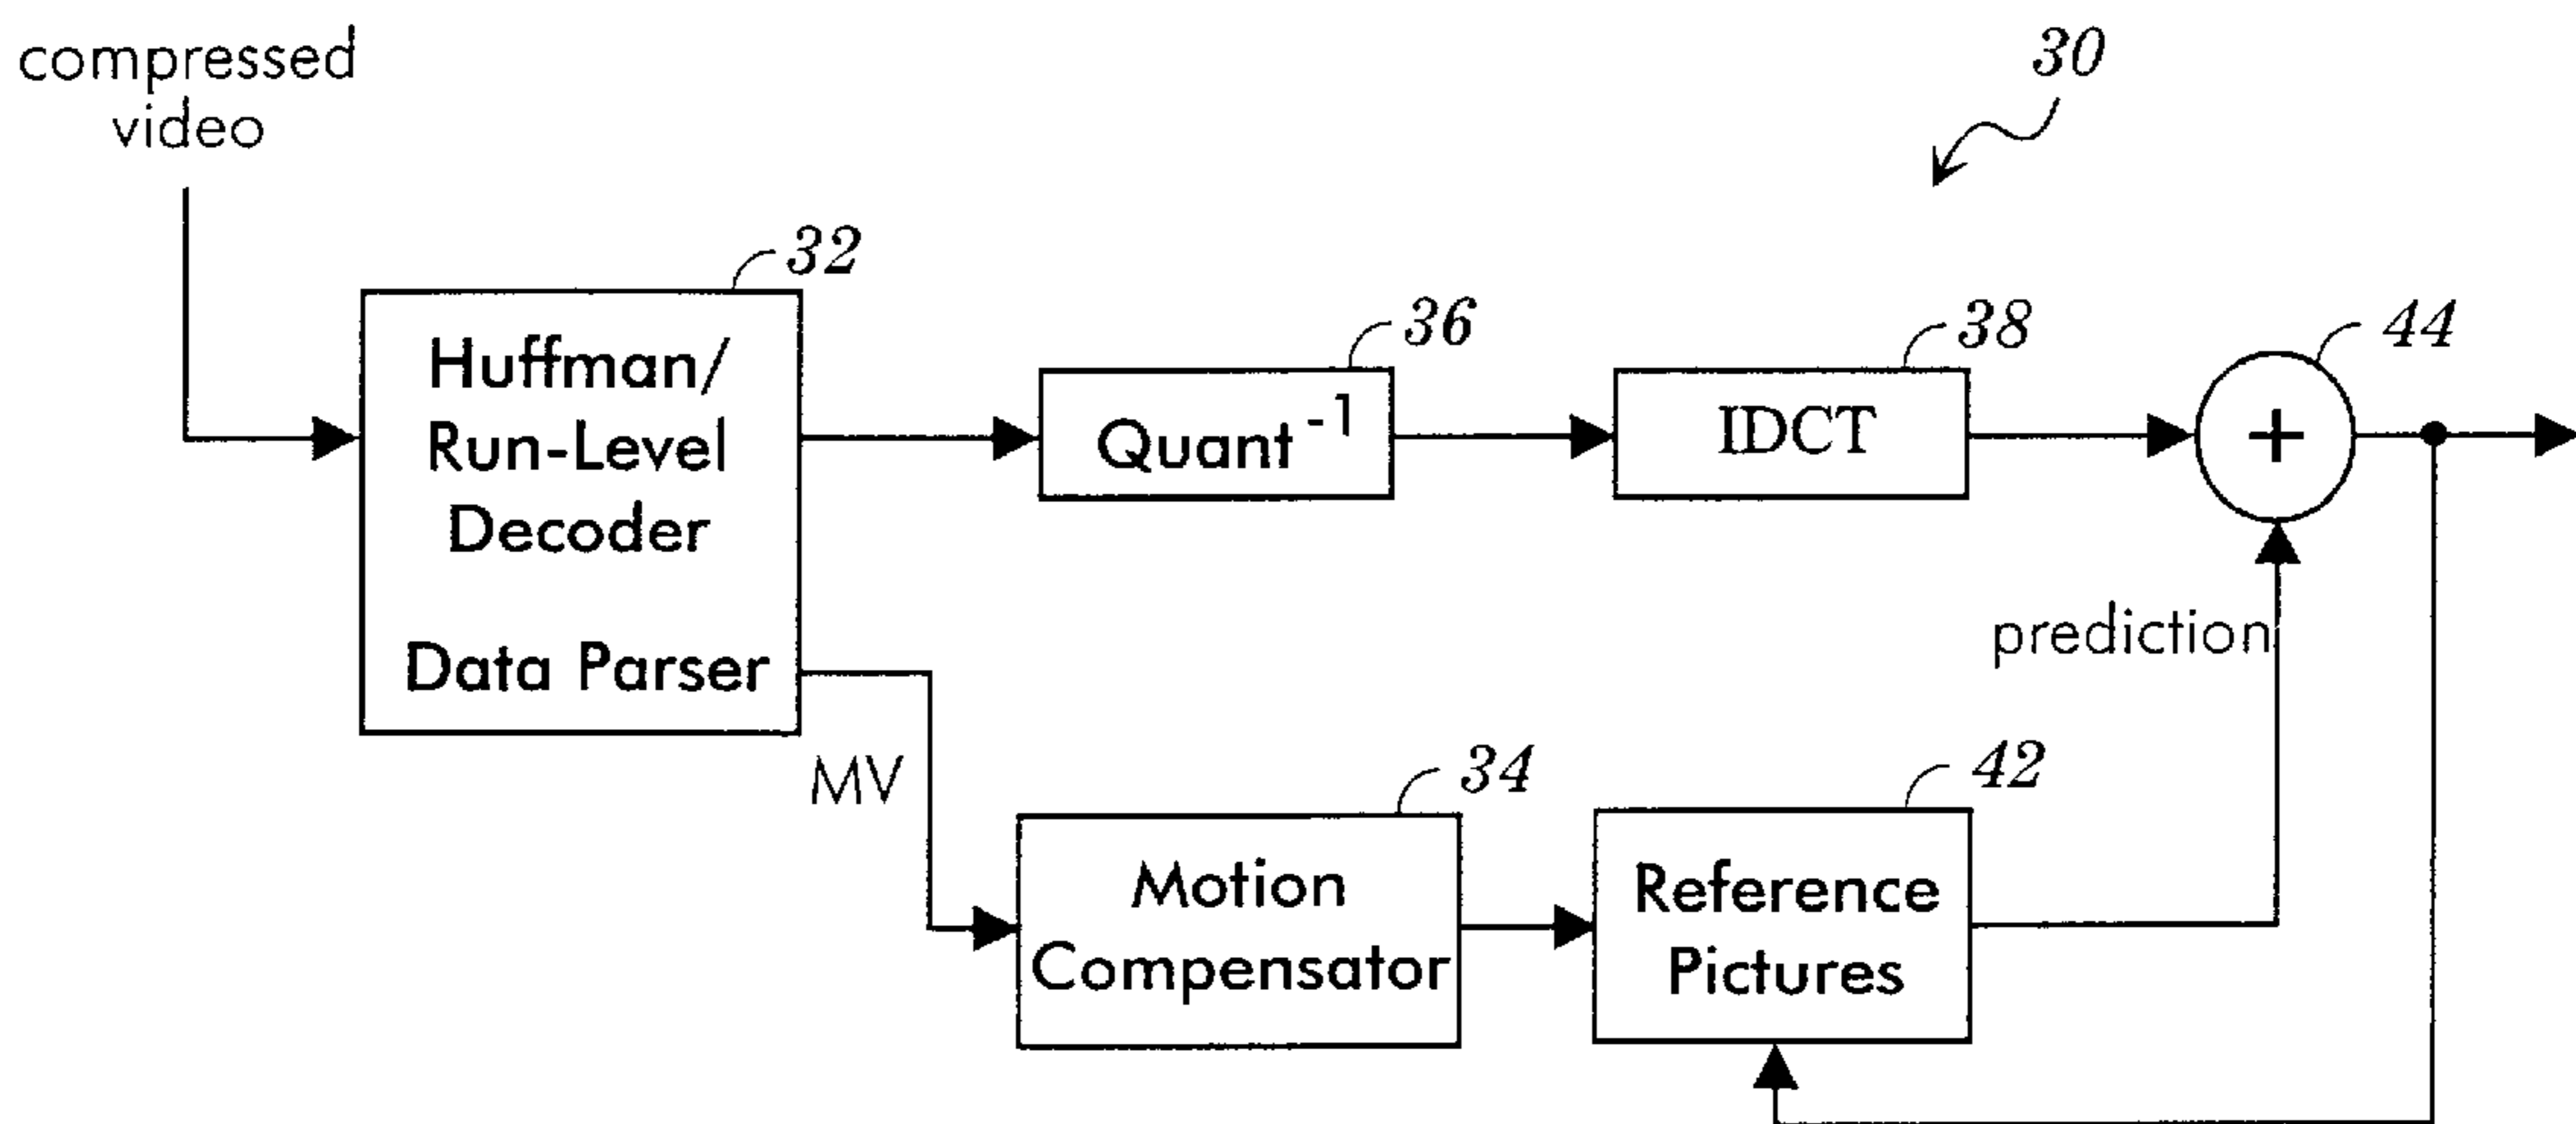 compressed
video
30
32
Huffman/
Run-Level
Decoder
Data Parser
36
Quant⁻¹
38
IDCT
44
+
prediction
MV
34
Motion
Compensator
42
Reference
Pictures